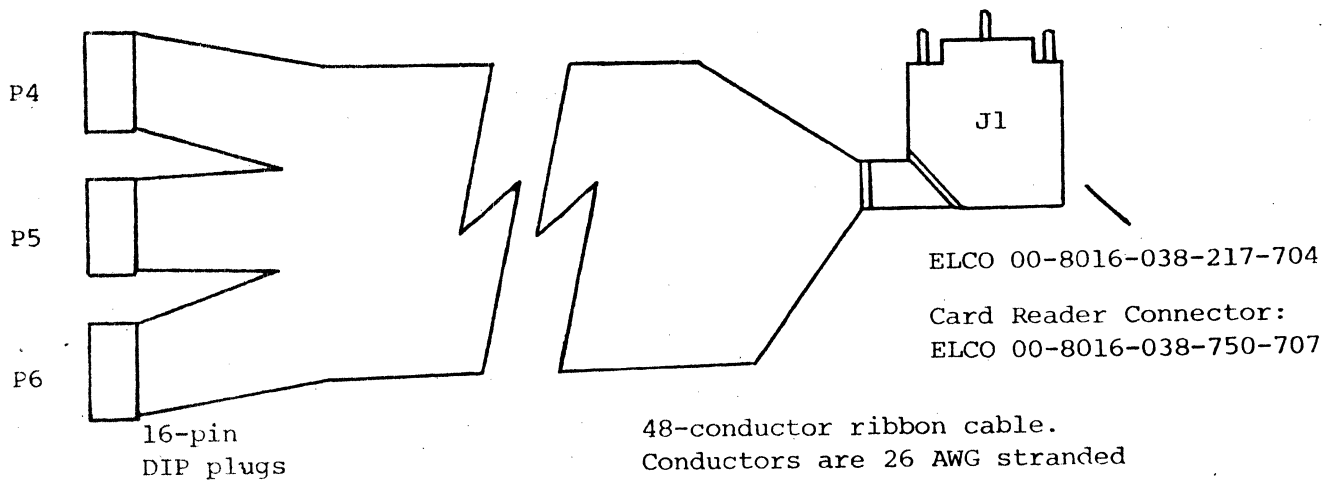 P4
J1
P5
ELCO 00-8016-038-217-704
Card Reader Connector:
ELCO 00-8016-038-750-707
P6
16-pin
DIP plugs
48-conductor ribbon cable.
Conductors are 26 AWG stranded